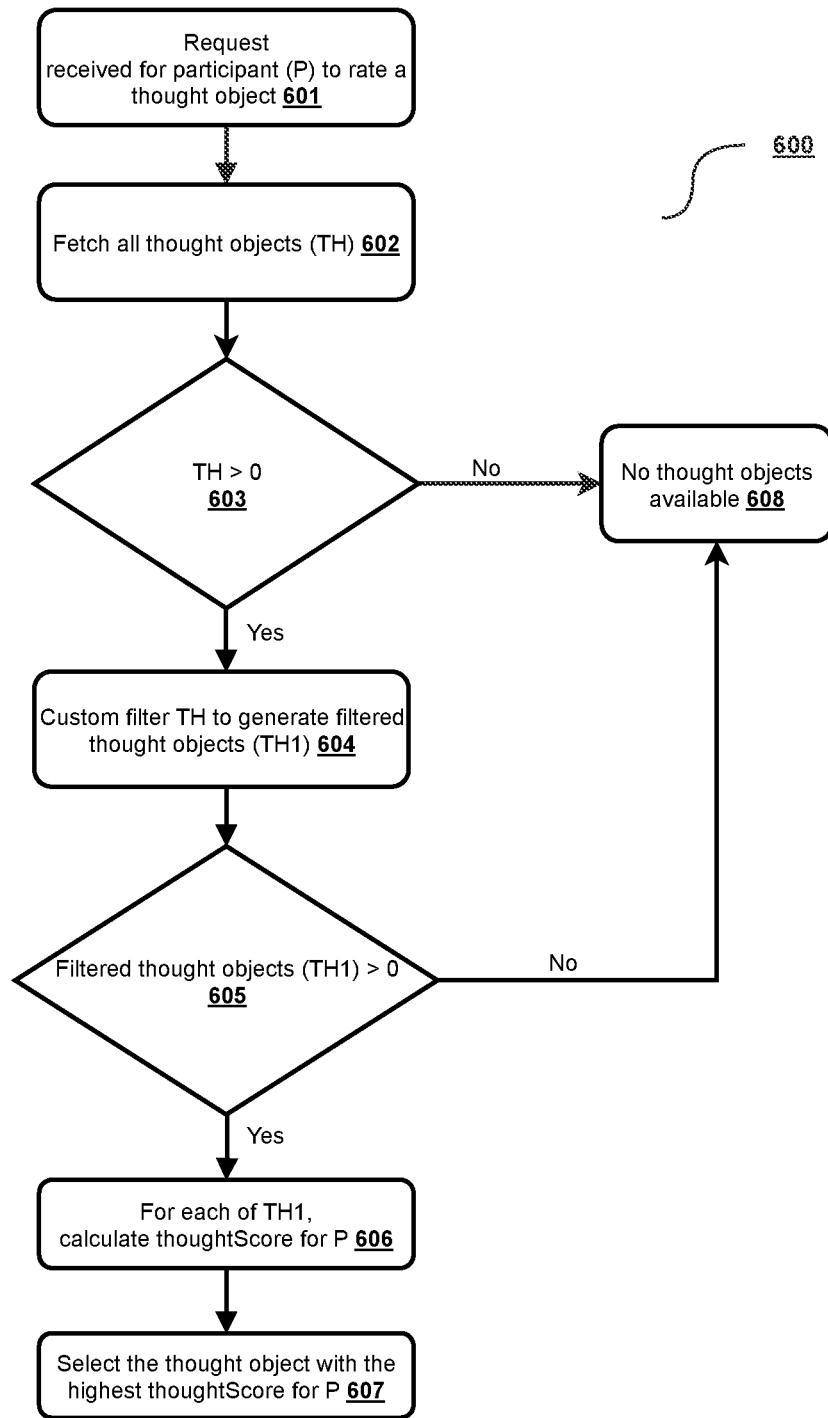 Request
received for participant (P) to rate a
thought object 601
600
Fetch all thought objects (TH) 602
TH > 0
603
No
No thought objects
available 608
Yes
Custom filter TH to generate filtered
thought objects (TH1) 604
Filtered thought objects (TH1) > 0
605
No
Yes
For each of TH1,
calculate thoughtScore for P 606
Select the thought object with the
highest thoughtScore for P 607